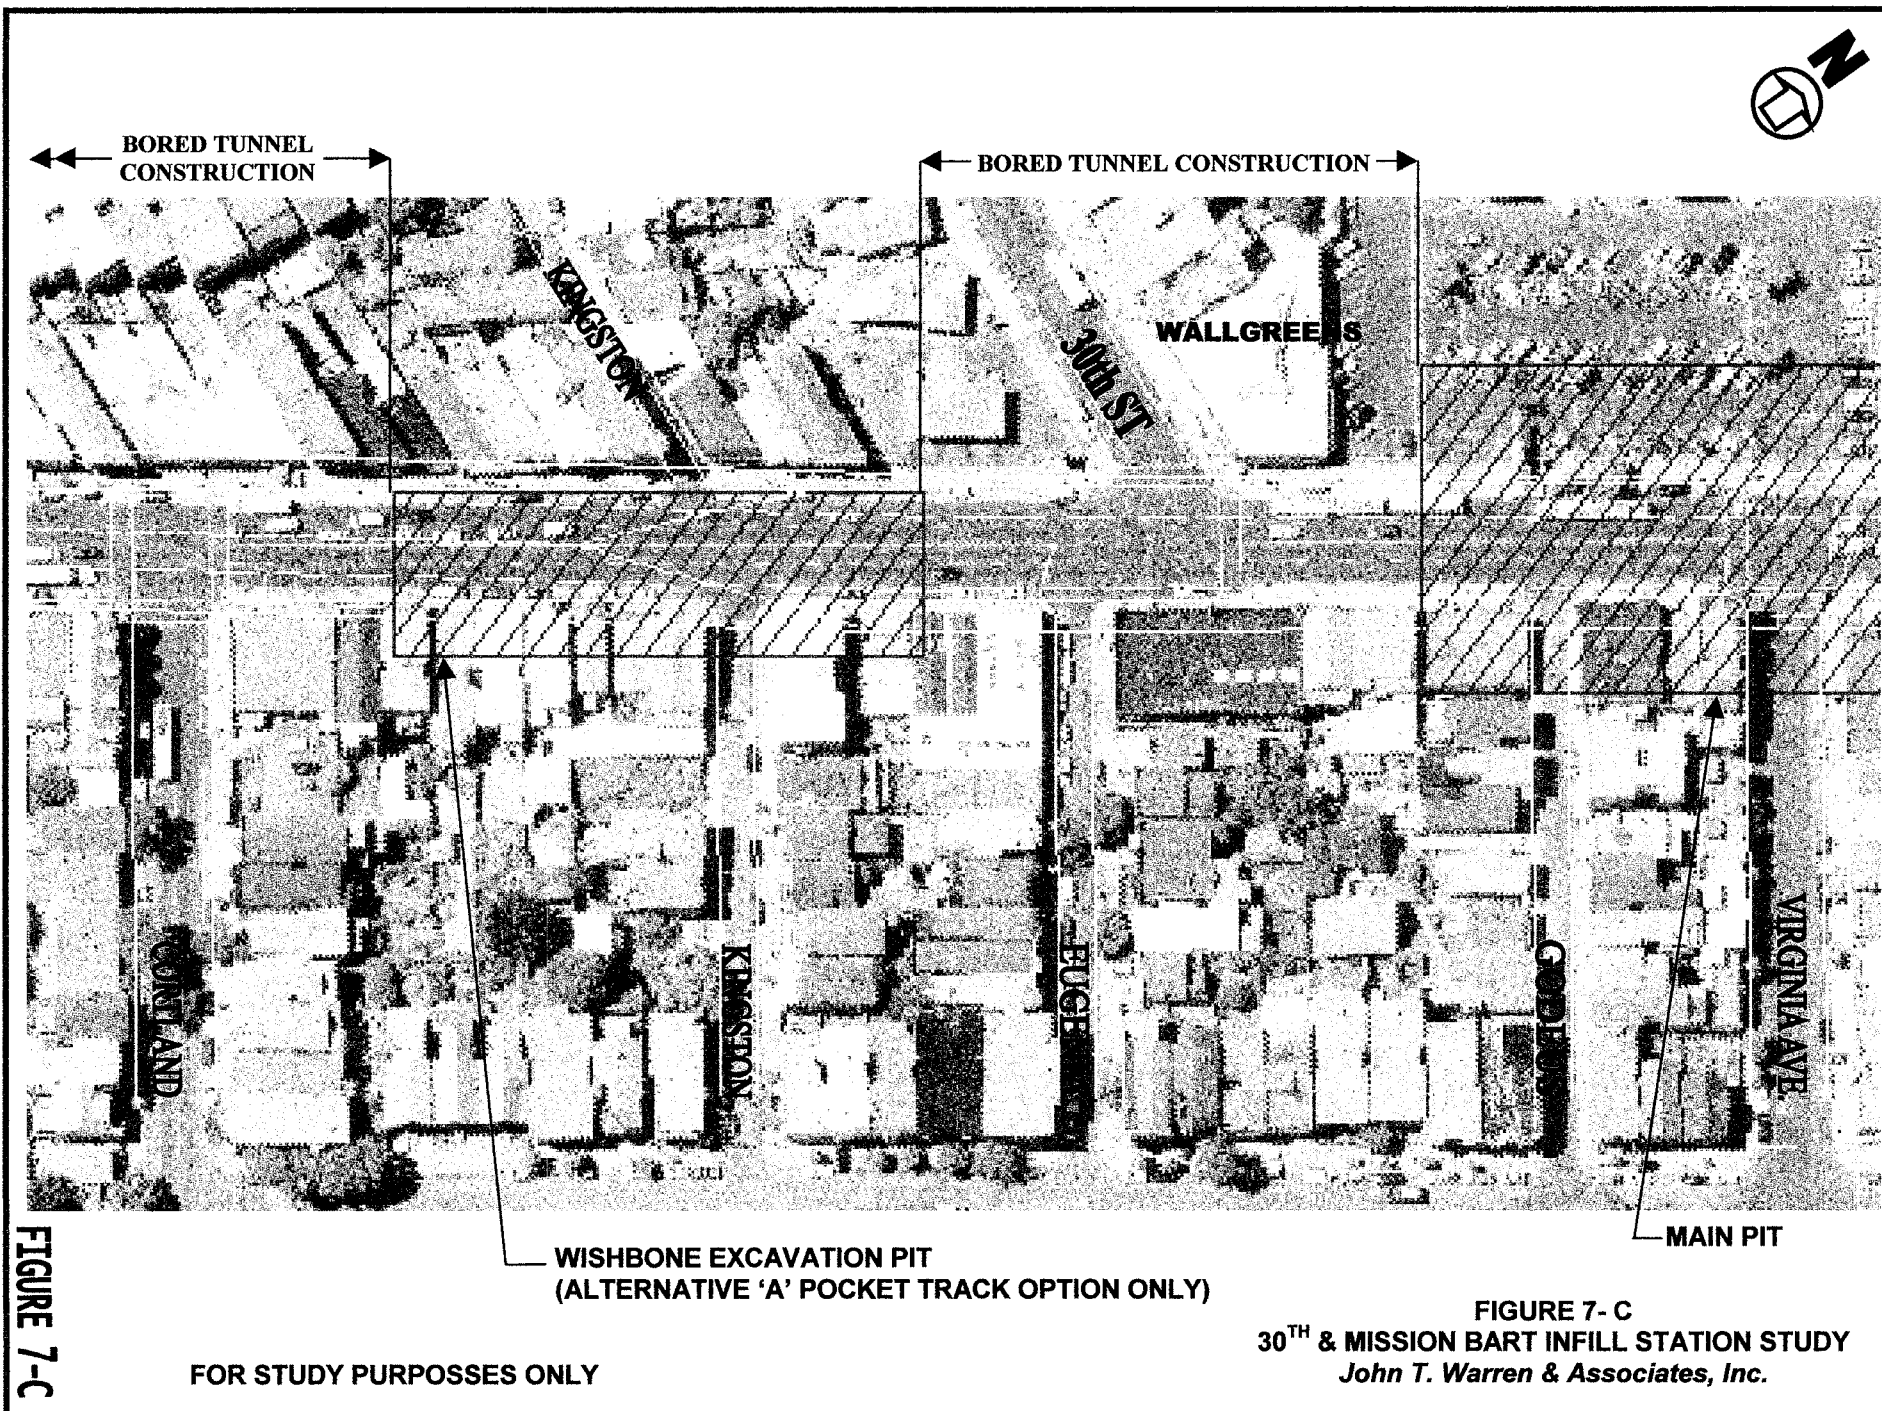 N
BORED TUNNEL
CONSTRUCTION
BORED TUNNEL CONSTRUCTION
KINGSTON
30th ST
WALLGREENS
CORTLAND
KINGSTON
EUGE
GODEUS
VIRGINIA AVE
WISHBONE EXCAVATION PIT
(ALTERNATIVE ‘A’ POCKET TRACK OPTION ONLY)
MAIN PIT
FIGURE 7-C
FIGURE 7- C
30TH & MISSION BART INFILL STATION STUDY
John T. Warren & Associates, Inc.
FOR STUDY PURPOSSES ONLY